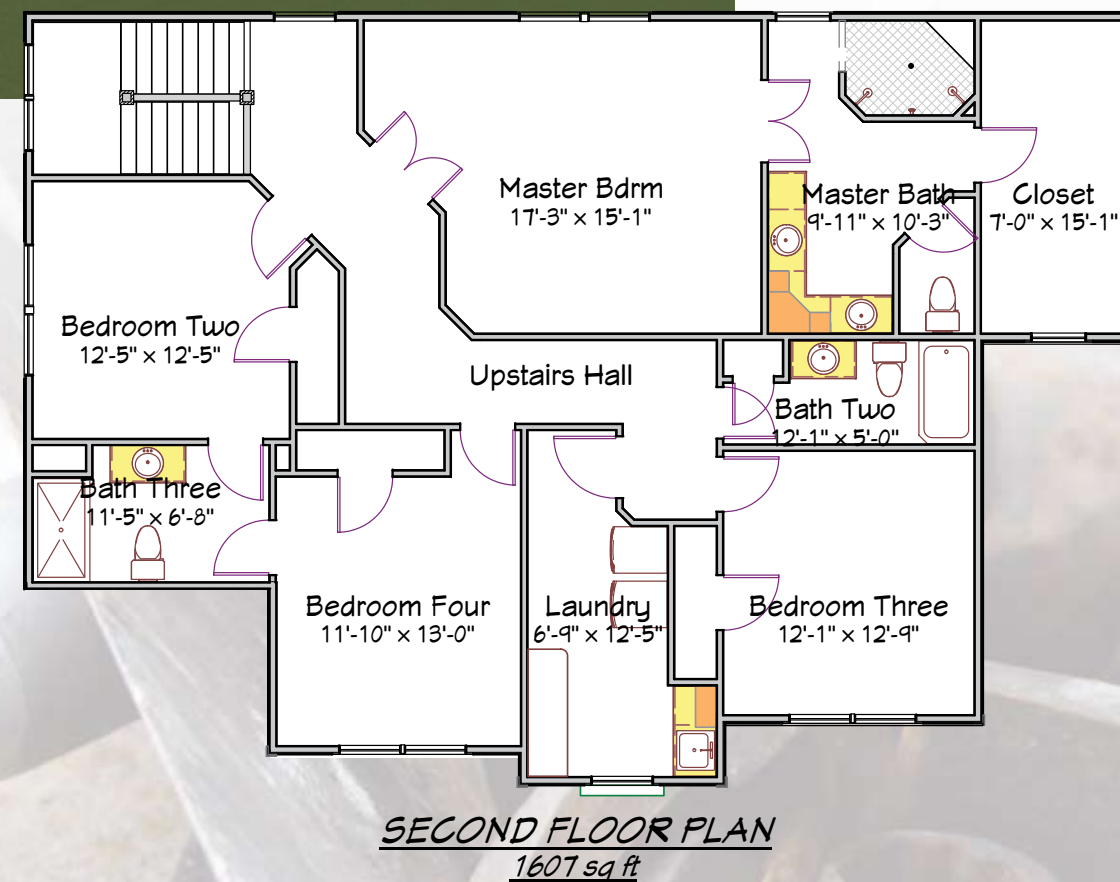 Master Bdrm
17'-3" x 15'-1"
Master Bath
9'-11" x 10'-3"
Closet
7'-0" x 15'-1"
Bedroom Two
12'-5" x 12'-5"
Upstairs Hall
Bath Two
12'-1" x 5'-0"
Bath Three
11'-5" x 6'-8"
Bedroom Four
11'-10" x 13'-0"
Laundry
6'-9" x 12'-5"
Bedroom Three
12'-1" x 12'-9"
SECOND FLOOR PLAN
1607 sq ft